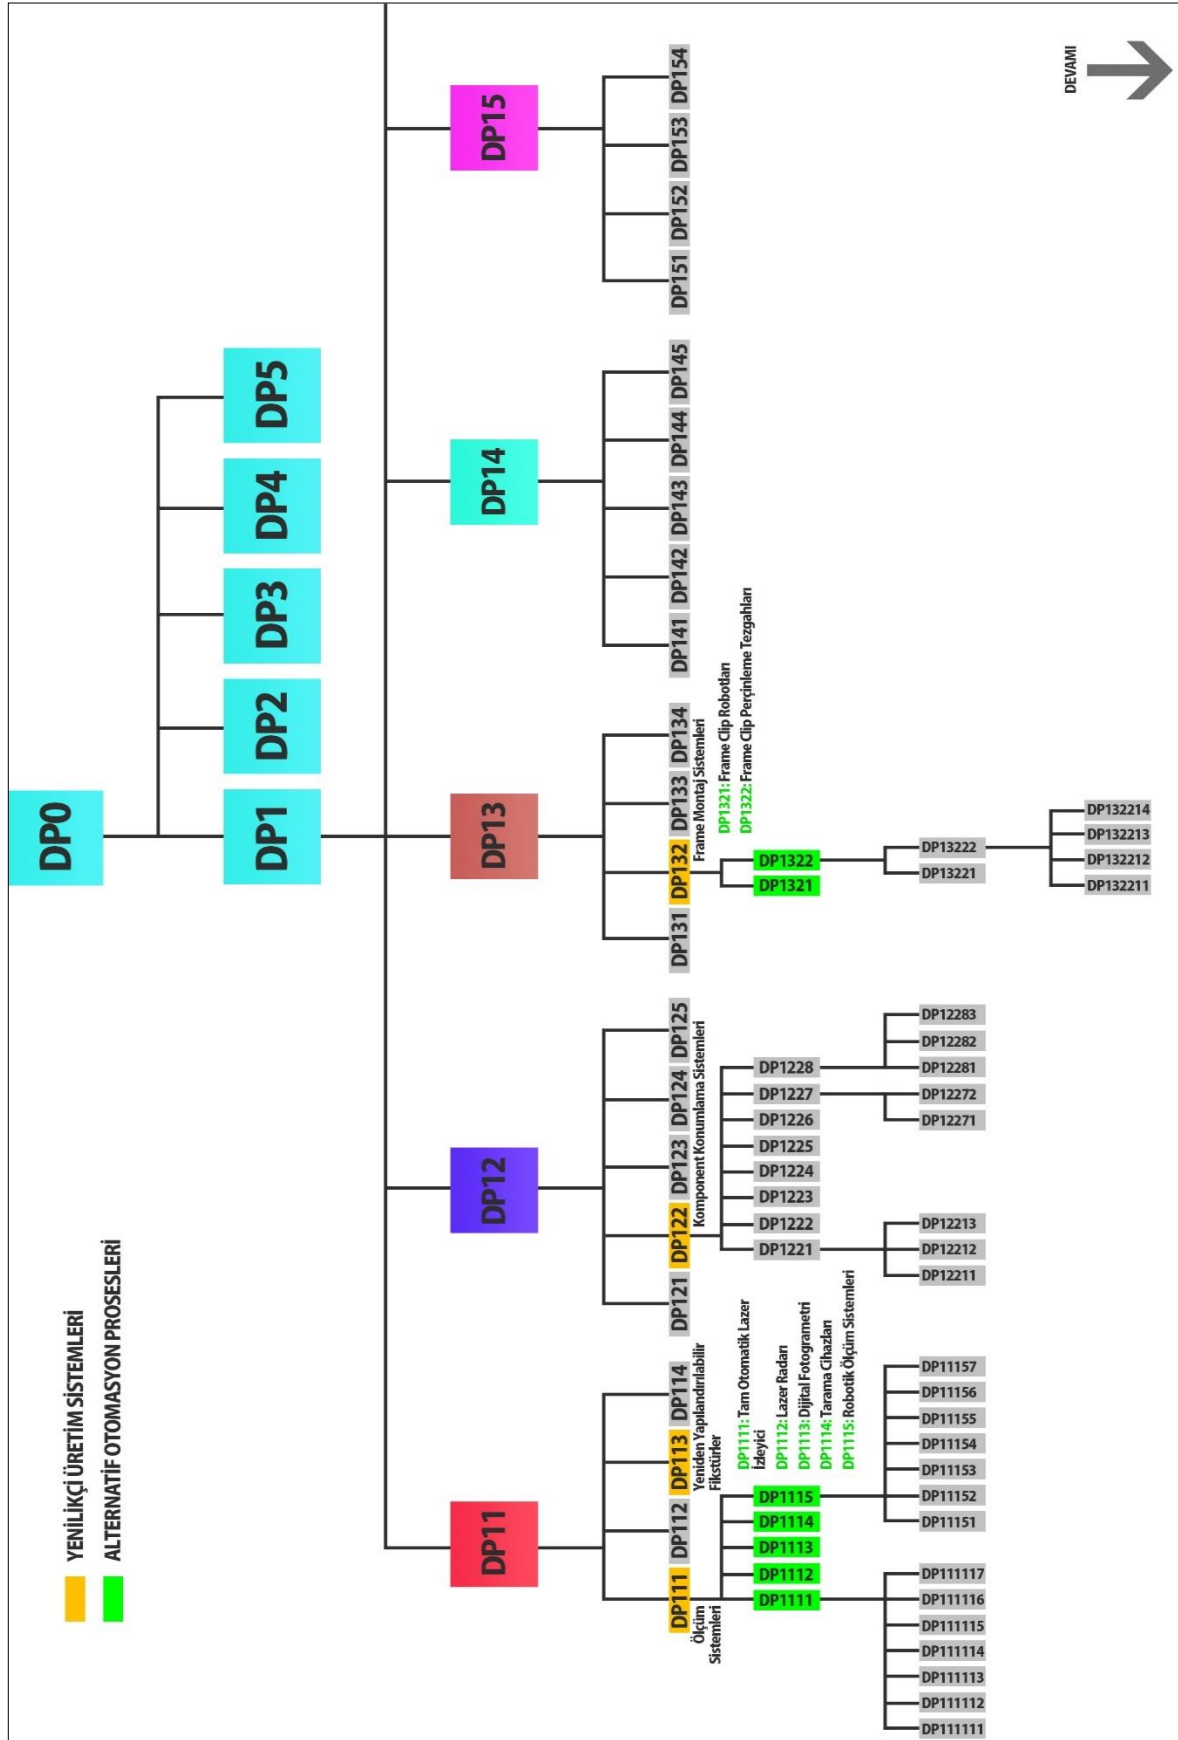 YENİLİKÇİ ÜRETİM SİSTEMLERİ
ALTERNATİF OTOMASYON PROSESLERİ
DP0
DP1
DP2
DP3
DP4
DP5
DP11
DP12
DP13
DP14
DP15
DP111
DP112
DP113
DP114
DP121
DP122
DP123
DP124
DP125
DP131
DP132
DP133
DP134
DP141
DP142
DP143
DP144
DP145
DP151
DP152
DP153
DP154
Ölçüm
Sistemleri
Yeniden Yapılandırılabilir
Fikstürler
Komponent Konumlama Sistemleri
Frame Montaj Sistemleri
DP1111: Tam Otomatik Lazer
İzleyici
DP1112: Lazer Radarı
DP1113: Dijital Fotogrametri
DP1114: Tarama Cihazları
DP1115: Robotik Ölçüm Sistemleri
DP1321: Frame Clip Robotları
DP1322: Frame Clip Perçinleme Tezgahları
DP1111
DP1112
DP1113
DP1114
DP1115
DP1221
DP1222
DP1223
DP1224
DP1225
DP1226
DP1227
DP1228
DP1321
DP1322
DP111111
DP111112
DP111113
DP111114
DP111115
DP111116
DP111117
DP11151
DP11152
DP11153
DP11154
DP11155
DP11156
DP11157
DP12211
DP12212
DP12213
DP12271
DP12272
DP12281
DP12282
DP12283
DP13221
DP13222
DP132211
DP132212
DP132213
DP132214
DEVAMI